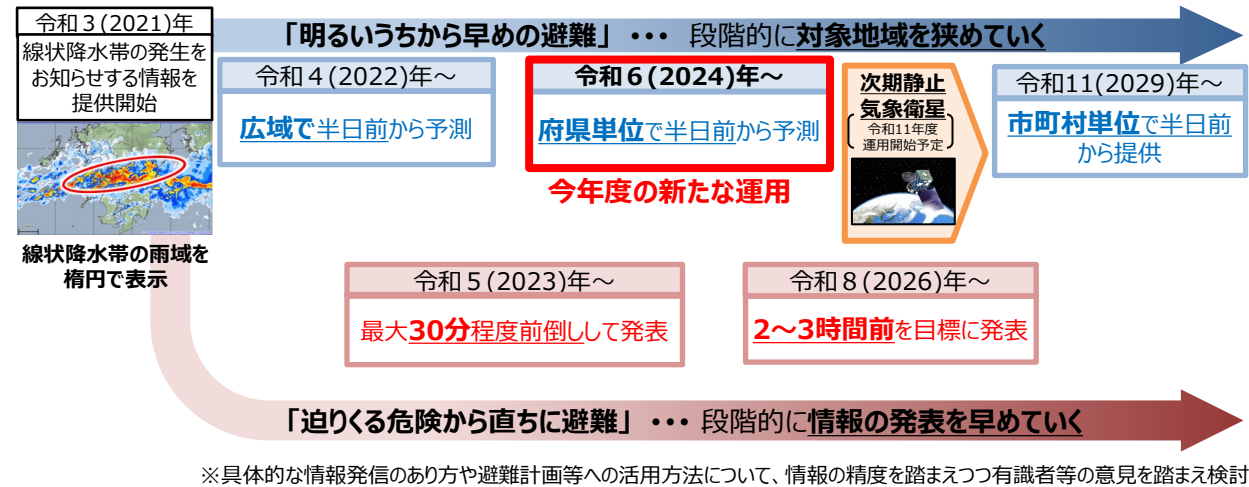 令和３(2021)年
線状降水帯の発生を
お知らせする情報を
提供開始
線状降水帯の雨域を
楕円で表示
「明るいうちから早めの避難」 ・・・ 段階的に対象地域を狭めていく
令和４(2022)年～
広域で半日前から予測
令和６(2024)年～
府県単位で半日前から予測
今年度の新たな運用
次期静止
気象衛星
令和11年度
運用開始予定
令和11(2029)年～
市町村単位で半日前
から提供
令和５(2023)年～
最大30分程度前倒しして発表
令和８(2026)年～
2～3時間前を目標に発表
「迫りくる危険から直ちに避難」 ・・・ 段階的に情報の発表を早めていく
※具体的な情報発信のあり方や避難計画等への活用方法について、情報の精度を踏まえつつ有識者等の意見を踏まえ検討